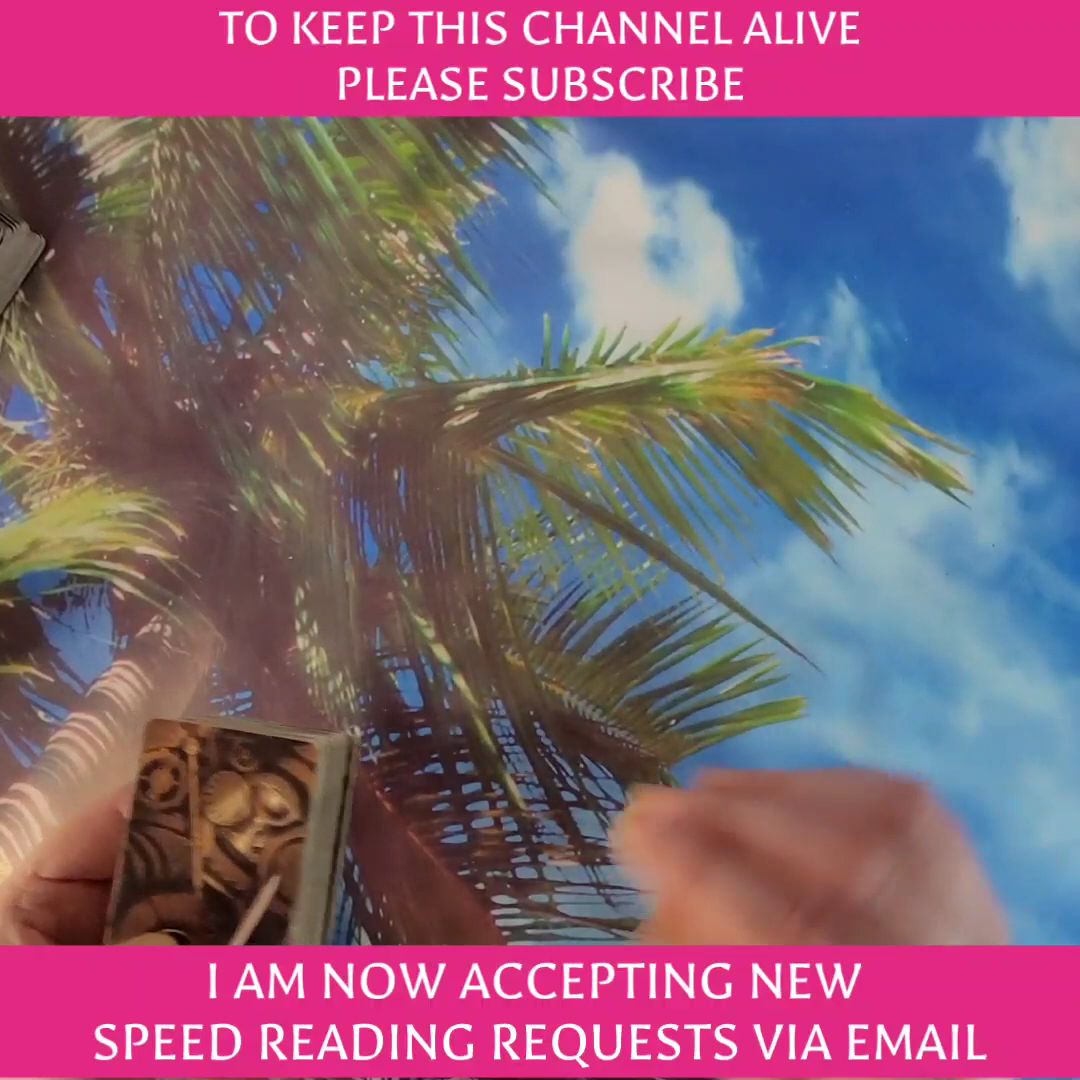 TO KEEP THIS CHANNEL ALIVE
PLEASE SUBSCRIBE
I AM NOW ACCEPTING NEW
SPEED READING REQUESTS VIA EMAIL